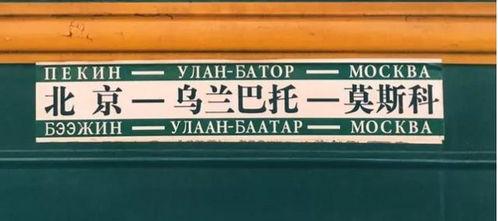 ПЕКИН — УЛАН-БАТОР — МОСКВА
北京—乌兰巴托—莫斯科
БЭЭЖИН — УЛААН-БААТАР — МОСКВА